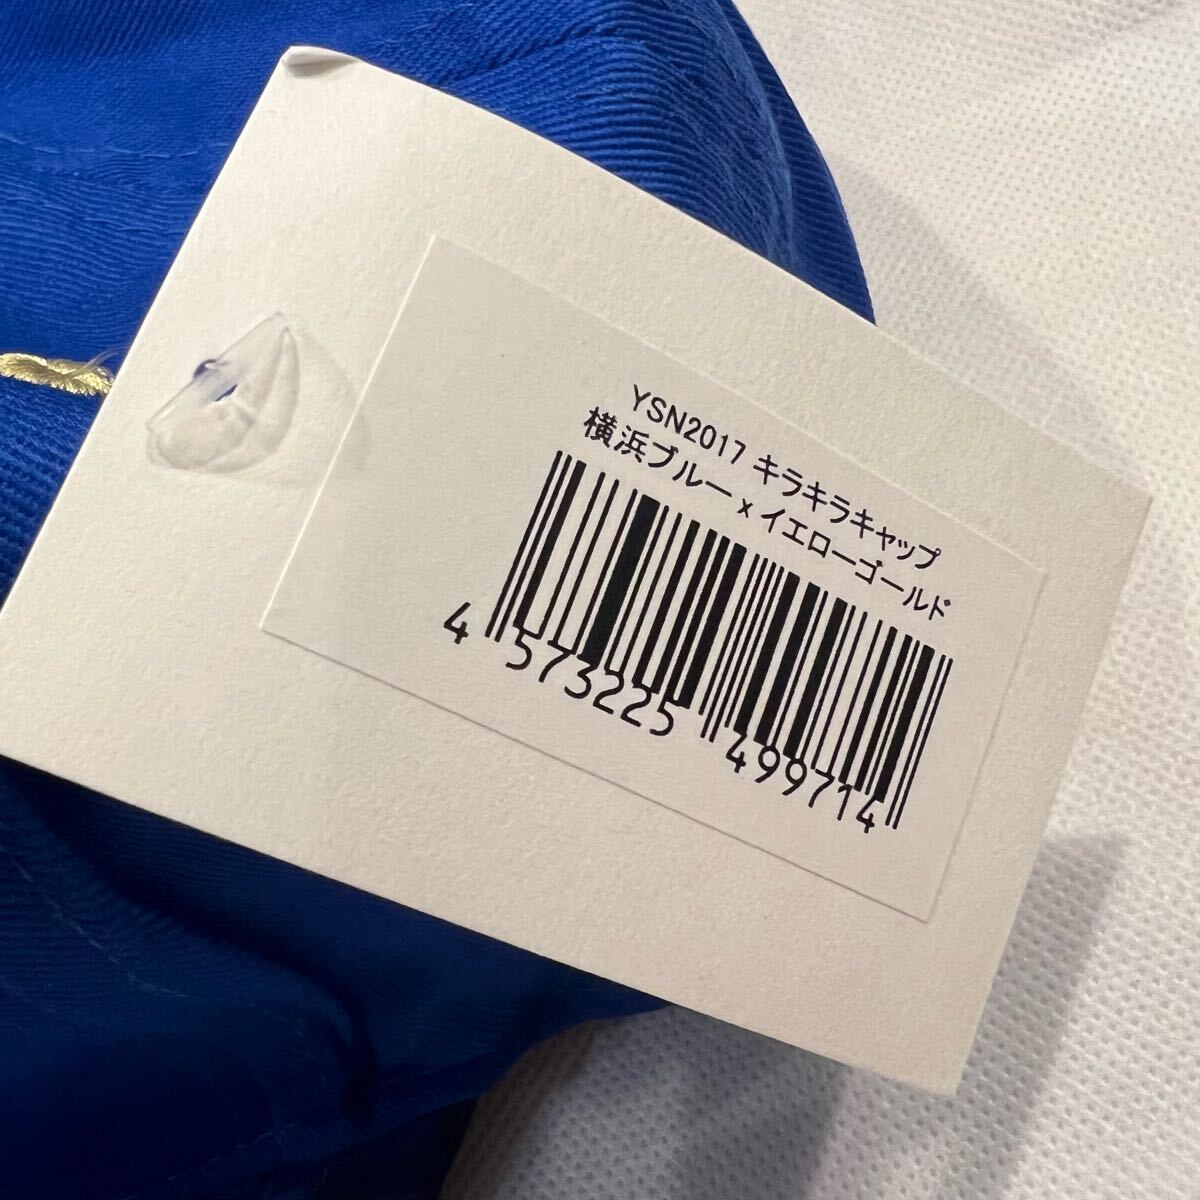 YSN2017 キラキラキャップ
横浜ブルー x イエローゴールド
4 573225 499714